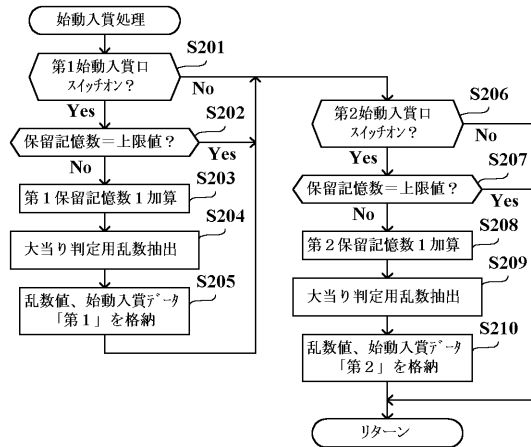 始動入賞処理
S201
第1始動入賞口
スイッチオン?
No
Yes
S202
保留記憶数=上限値?
Yes
No
S203
第1保留記憶数1加算
S204
大当り判定用乱数抽出
S205
乱数値、始動入賞データ
「第1」を格納
S206
第2始動入賞口
スイッチオン?
No
Yes
S207
保留記憶数=上限値?
Yes
No
S208
第2保留記憶数1加算
S209
大当り判定用乱数抽出
S210
乱数値、始動入賞データ
「第2」を格納
リターン